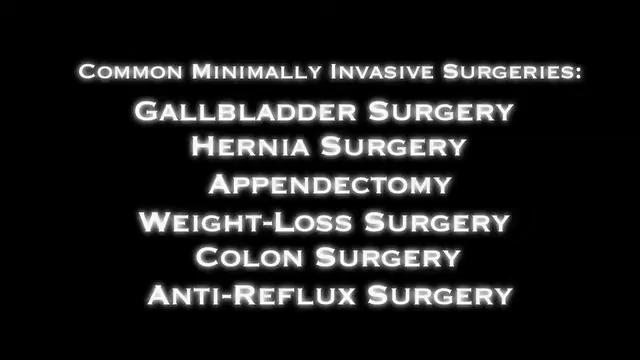 Common Minimally Invasive Surgeries:
Gallbladder Surgery
Hernia Surgery
Appendectomy
Weight-Loss Surgery
Colon Surgery
Anti-Reflux Surgery